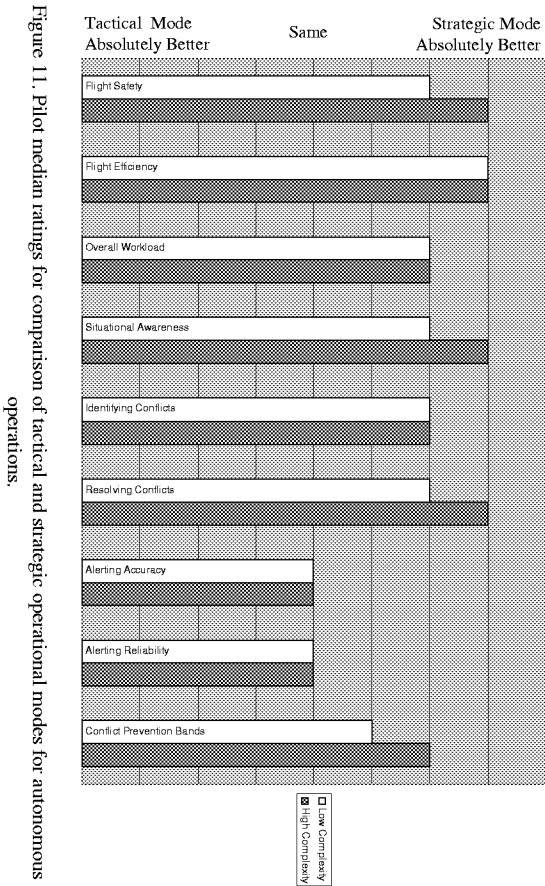 Tactical Mode
Absolutely Better
Same
Strategic Mode
Absolutely Better
Flight Safety
Flight Efficiency
Overall Workload
Situational Awareness
Identifying Conflicts
Resolving Conflicts
Alerting Accuracy
Alerting Reliability
Conflict Prevention Bands
Low Complexity
High Complexity
Figure 11. Pilot median ratings for comparison of tactical and strategic operational modes for autonomous
operations.